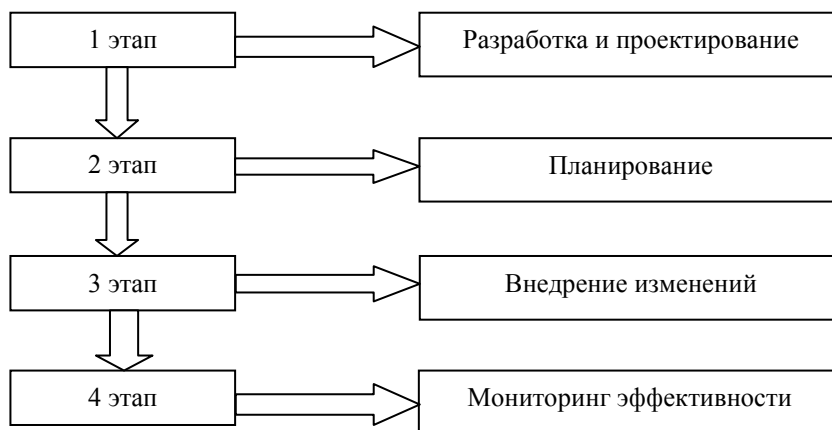 1 этап
Разработка и проектирование
2 этап
Планирование
3 этап
Внедрение изменений
4 этап
Мониторинг эффективности